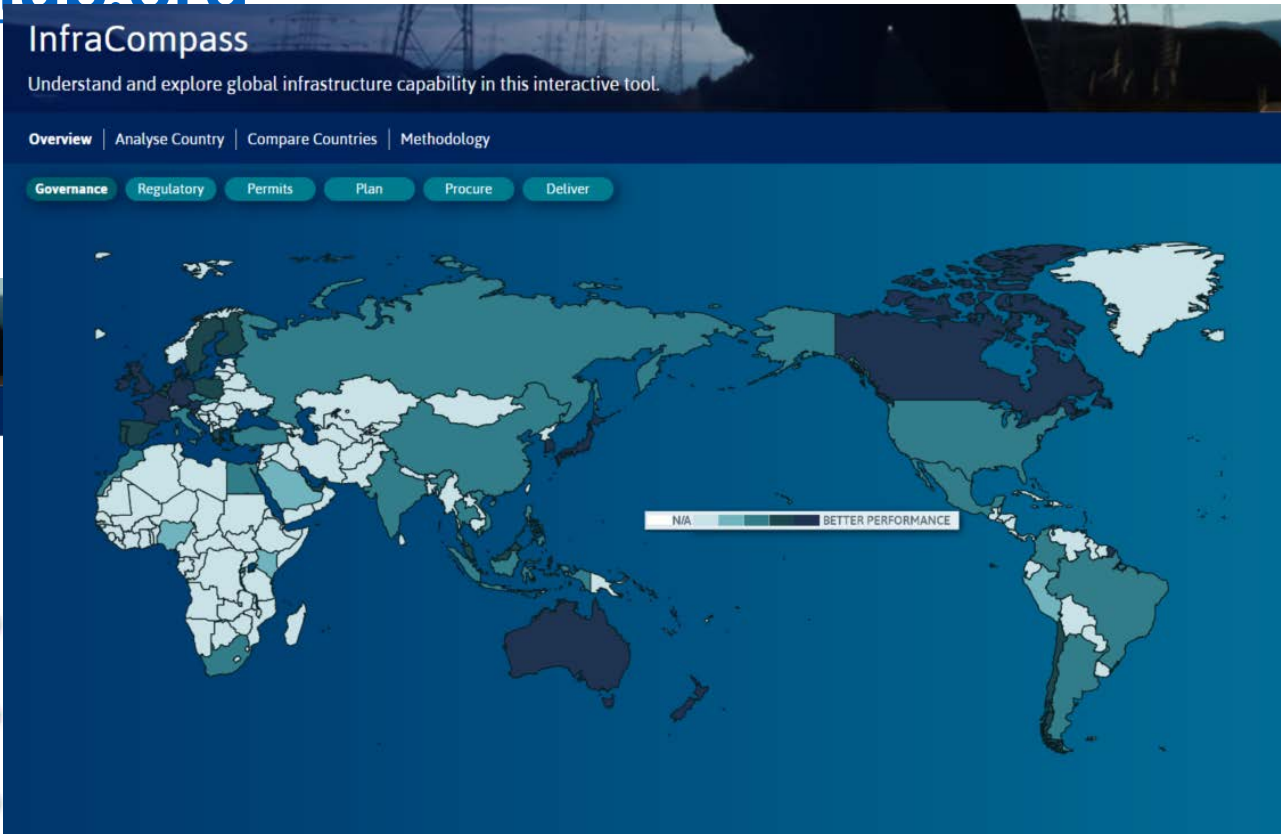 InfraCompass
Understand and explore global infrastructure capability in this interactive tool.
Overview | Analyse Country | Compare Countries | Methodology
Governance Regulatory Permits Plan Procure Deliver
N/A BETTER PERFORMANCE